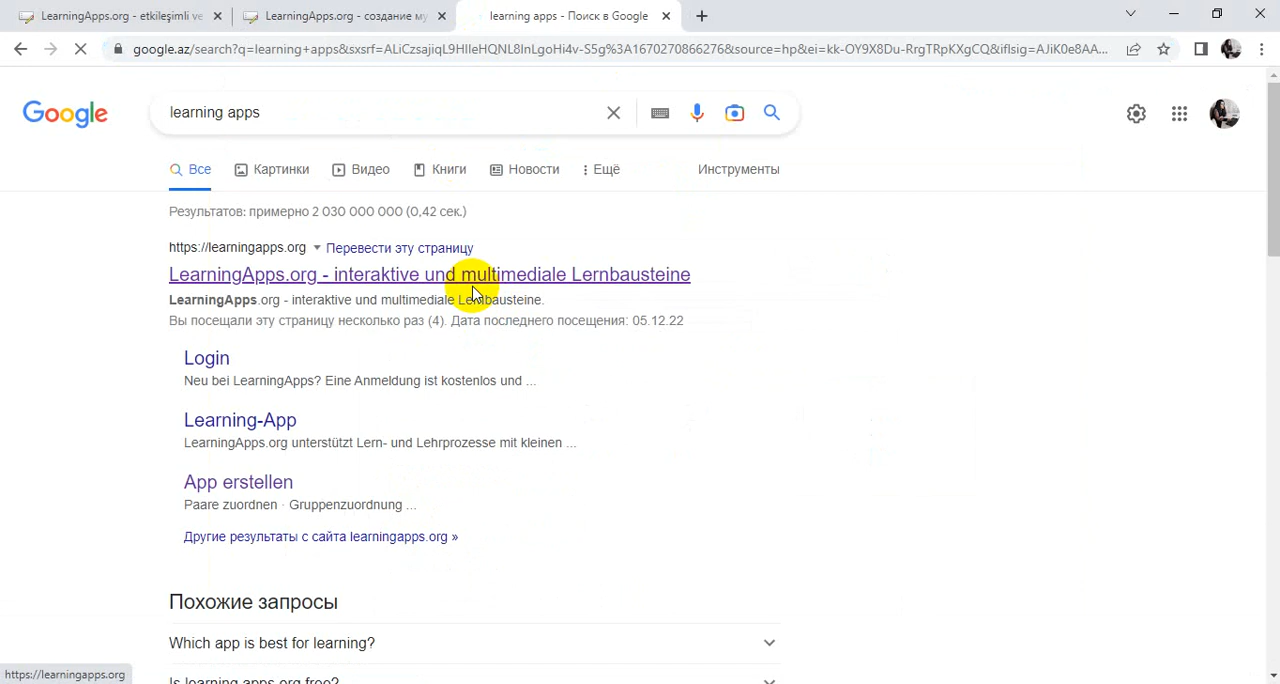 LearningApps.org - etkileşimli ve
LearningApps.org - создание му
learning apps - Поиск в Google
google.az/search?q=learning+apps&sxsrf=ALiCzsajiqL9HlleHQNL8lnLgoHi4v-S5g%3A1670270866276&source=hp&ei=kk-OY9X8Du-RrgTRpKXgCQ&iflsig=AJiK0e8AA...
Google
learning apps
Все Картинки Видео Книги Новости Ещё Инструменты
Результатов: примерно 2 030 000 000 (0,42 сек.)
https://learningapps.org Перевести эту страницу
LearningApps.org - interaktive und multimediale Lernbausteine
LearningApps.org - interaktive und multimediale Lernbausteine.
Вы посещали эту страницу несколько раз (4). Дата последнего посещения: 05.12.22
Login
Neu bei LearningApps? Eine Anmeldung ist kostenlos und ...
Learning-App
LearningApps.org unterstützt Lern- und Lehrprozesse mit kleinen ...
App erstellen
Paare zuordnen · Gruppenzuordnung ...
Другие результаты с сайта learningapps.org »
Похожие запросы
Which app is best for learning?
Is learning apps org free?
https://learningapps.org